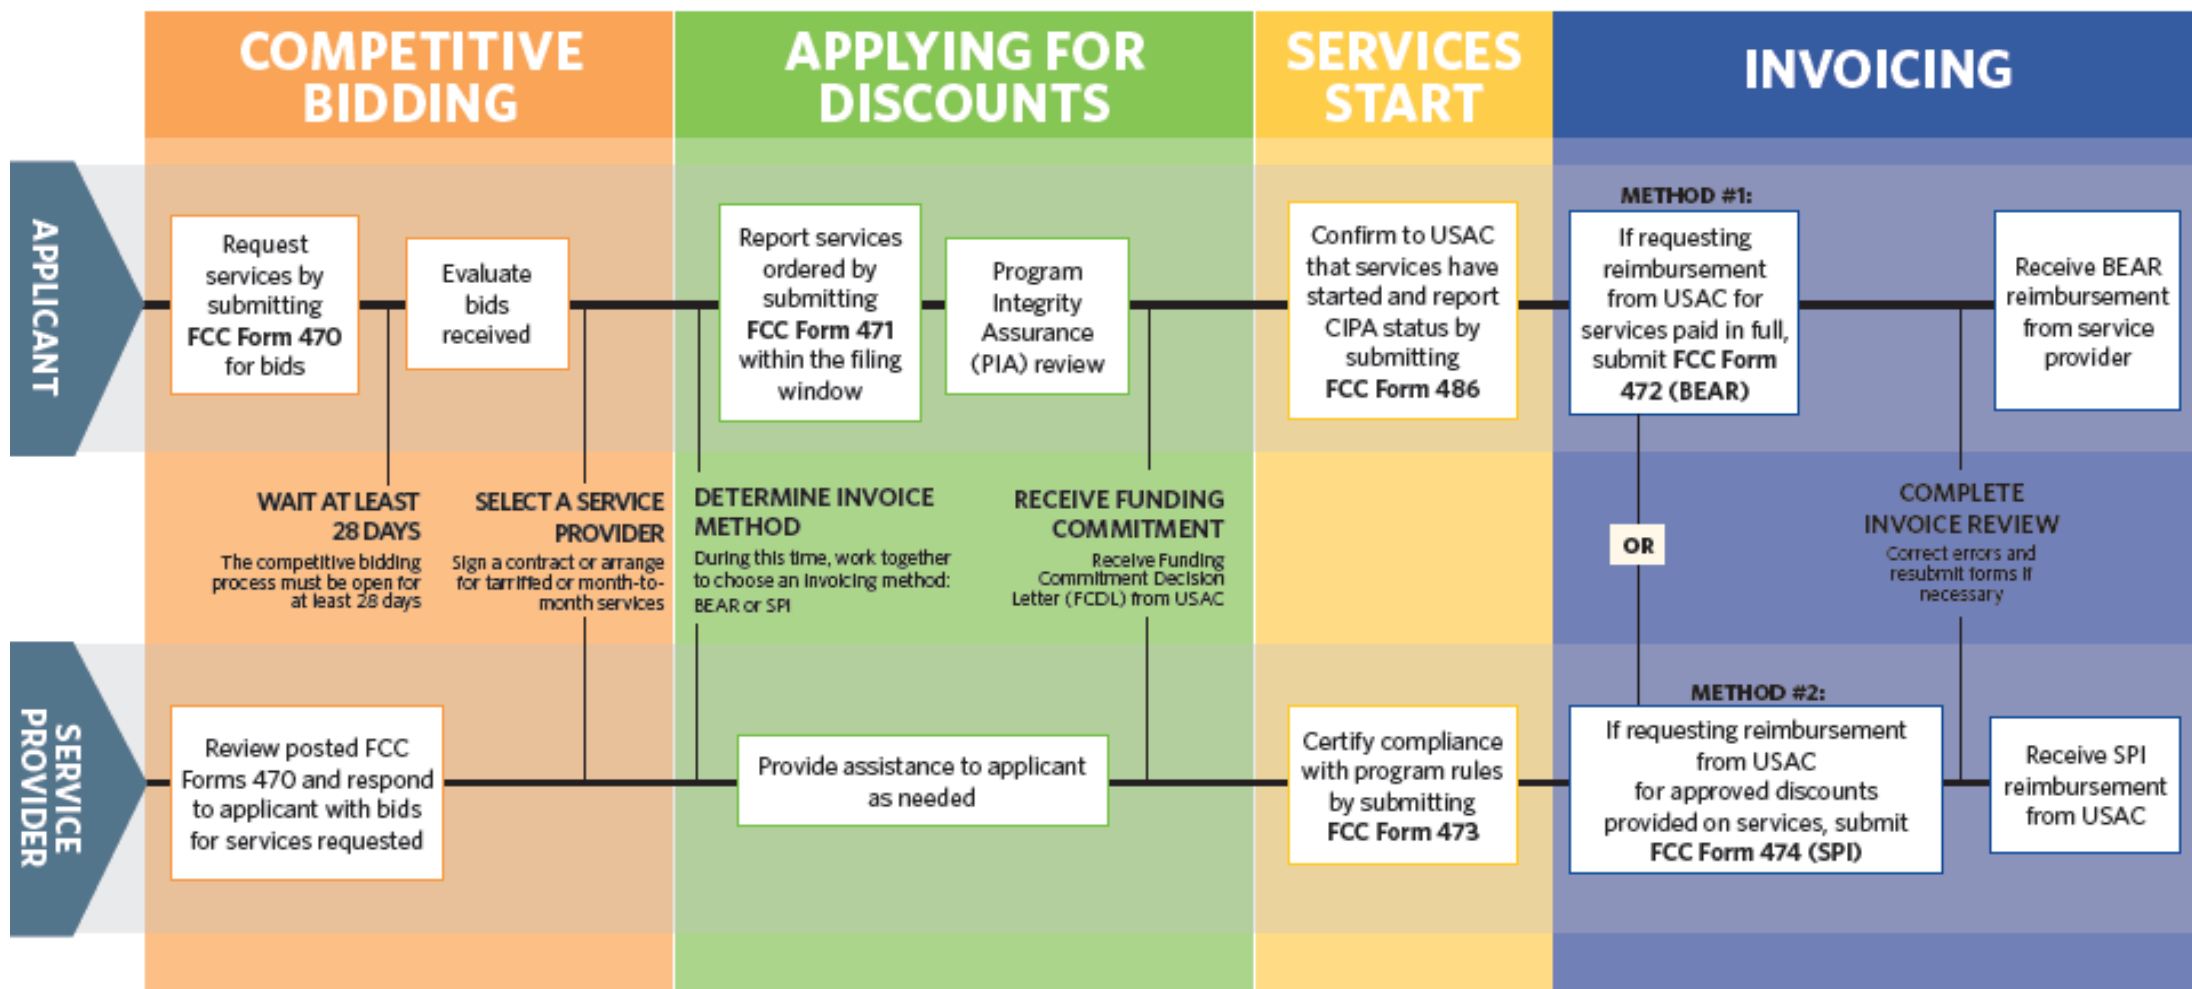 COMPETITIVE
BIDDING
APPLYING FOR
DISCOUNTS
SERVICES
START
INVOICING
APPLICANT
Request
services by
submitting
FCC Form 470
for bids
Evaluate
bids
received
Report services
ordered by
submitting
FCC Form 471
within the filing
window
Program
Integrity
Assurance
(PIA) review
Confirm to USAC
that services have
started and report
CIPA status by
submitting
FCC Form 486
METHOD #1:
If requesting
reimbursement
from USAC for
services paid in full,
submit FCC Form
472 (BEAR)
Receive BEAR
reimbursement
from service
provider
WAIT AT LEAST
28 DAYS
The competitive bidding
process must be open for
at least 28 days
SELECT A SERVICE
PROVIDER
Sign a contract or arrange
for tarriffed or month-to-
month services
DETERMINE INVOICE
METHOD
During this time, work together
to choose an invoicing method:
BEAR or SPI
RECEIVE FUNDING
COMMITMENT
Receive Funding
Commitment Decision
Letter (FCDL) from USAC
OR
COMPLETE
INVOICE REVIEW
Correct errors and
resubmit forms if
necessary
SERVICE
PROVIDER
Review posted FCC
Forms 470 and respond
to applicant with bids
for services requested
Provide assistance to applicant
as needed
Certify compliance
with program rules
by submitting
FCC Form 473
METHOD #2:
If requesting reimbursement
from USAC
for approved discounts
provided on services, submit
FCC Form 474 (SPI)
Receive SPI
reimbursement
from USAC